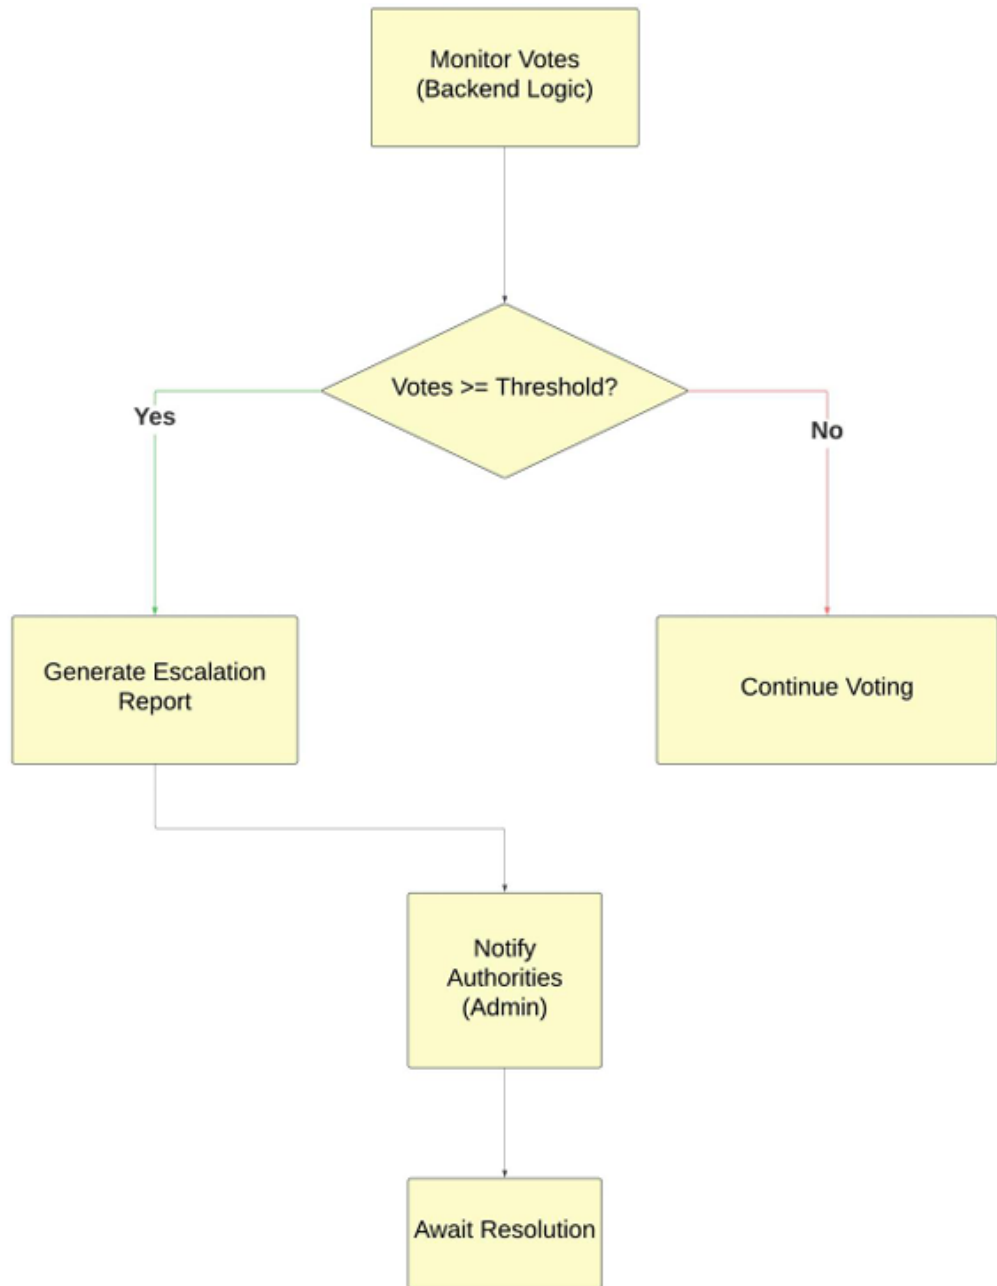 Monitor Votes
(Backend Logic)
Votes >= Threshold?
Yes
No
Generate Escalation
Report
Continue Voting
Notify
Authorities
(Admin)
Await Resolution